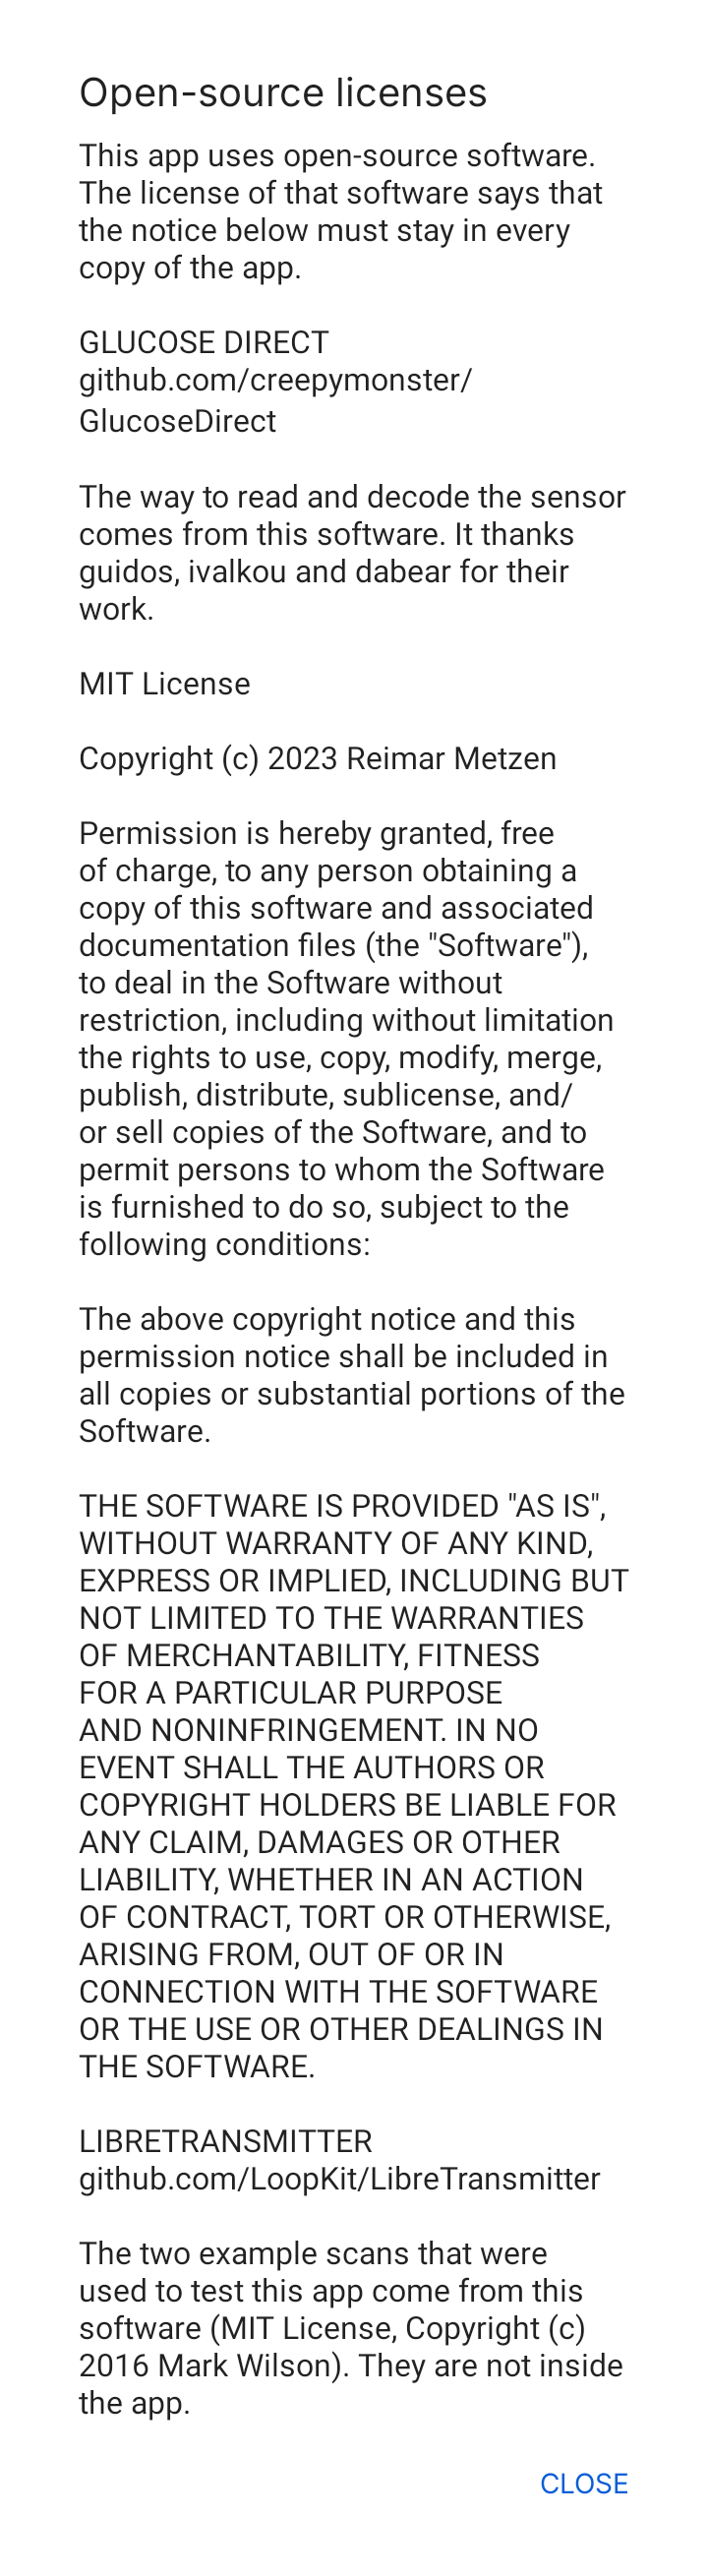 Open-source licenses
This app uses open-source software.
The license of that software says that
the notice below must stay in every
copy of the app.
GLUCOSE DIRECT
github.com/creepymonster/
GlucoseDirect
The way to read and decode the sensor
comes from this software. It thanks
guidos, ivalkou and dabear for their
work.
MIT License
Copyright (c) 2023 Reimar Metzen
Permission is hereby granted, free
of charge, to any person obtaining a
copy of this software and associated
documentation files (the "Software"),
to deal in the Software without
restriction, including without limitation
the rights to use, copy, modify, merge,
publish, distribute, sublicense, and/
or sell copies of the Software, and to
permit persons to whom the Software
is furnished to do so, subject to the
following conditions:
The above copyright notice and this
permission notice shall be included in
all copies or substantial portions of the
Software.
THE SOFTWARE IS PROVIDED "AS IS",
WITHOUT WARRANTY OF ANY KIND,
EXPRESS OR IMPLIED, INCLUDING BUT
NOT LIMITED TO THE WARRANTIES
OF MERCHANTABILITY, FITNESS
FOR A PARTICULAR PURPOSE
AND NONINFRINGEMENT. IN NO
EVENT SHALL THE AUTHORS OR
COPYRIGHT HOLDERS BE LIABLE FOR
ANY CLAIM, DAMAGES OR OTHER
LIABILITY, WHETHER IN AN ACTION
OF CONTRACT, TORT OR OTHERWISE,
ARISING FROM, OUT OF OR IN
CONNECTION WITH THE SOFTWARE
OR THE USE OR OTHER DEALINGS IN
THE SOFTWARE.
LIBRETRANSMITTER
github.com/LoopKit/LibreTransmitter
The two example scans that were
used to test this app come from this
software (MIT License, Copyright (c)
2016 Mark Wilson). They are not inside
the app.
CLOSE